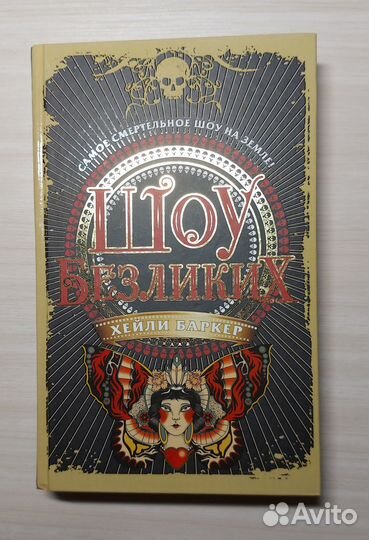 САМОЕ СМЕРТЕЛЬНОЕ ШОУ НА ЗЕМЛЕ!
ШОУ
БЕЗЛИКИХ
ХЕЙЛИ БАРКЕР
Avito